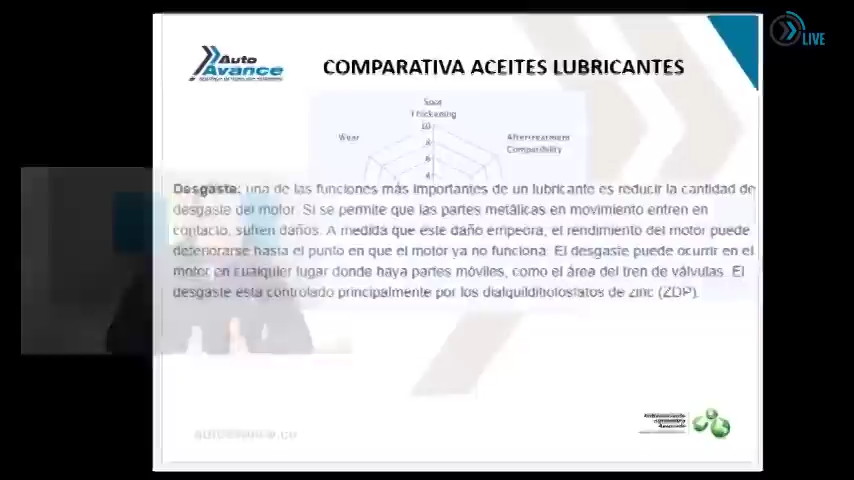 LIVE
Auto
Avance
COMPARATIVA ACEITES LUBRICANTES
Soot
Thickening
10
Wear
8
Aftertreatment
Compatibility
6
4
Desgaste: una de las funciones más importantes de un lubricante es reducir la cantidad de
desgaste del motor. Si se permite que las partes metálicas en movimiento entren en
contacto, sufren daños. A medida que este daño empeora, el rendimiento del motor puede
deteriorarse hasta el punto en que el motor ya no funciona. El desgaste puede ocurrir en el
motor en cualquier lugar donde haya partes móviles, como el área del tren de válvulas. El
desgaste está controlado principalmente por los dialquilditiofosfatos de zinc (ZDP).
autoavance.co